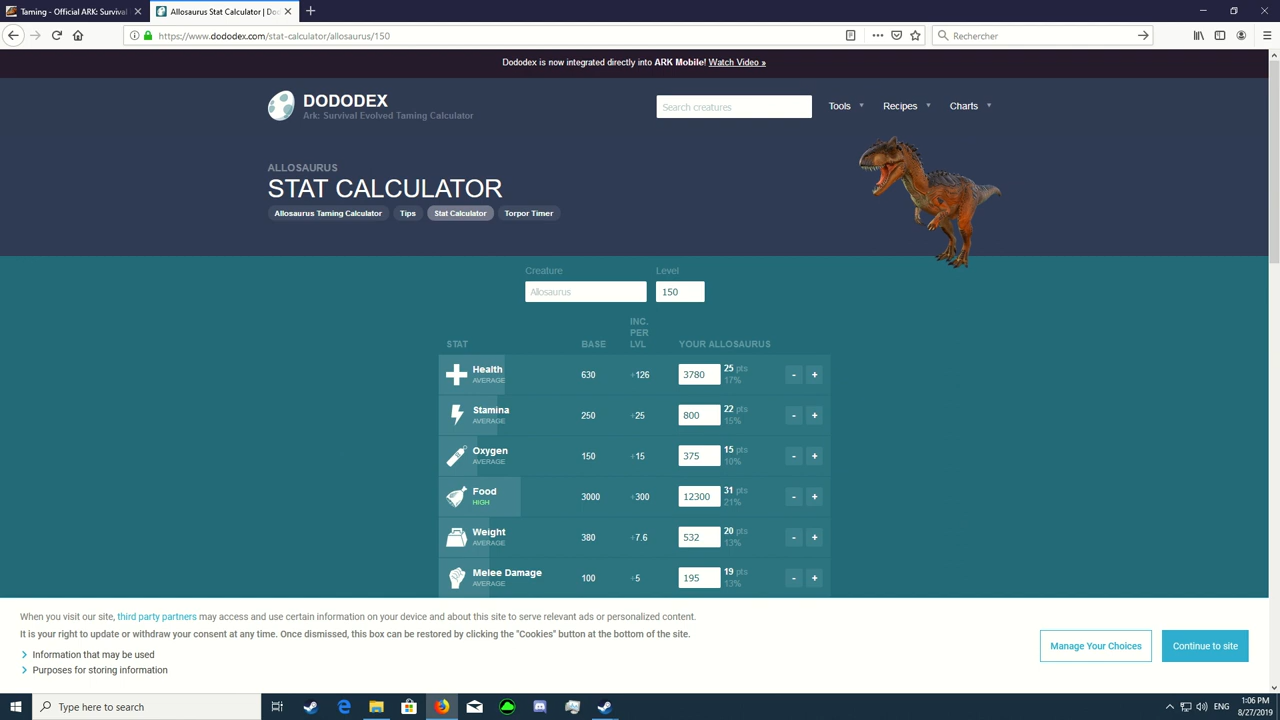 Taming - Official ARK: Survival
Allosaurus Stat Calculator | Do
https://www.dododex.com/stat-calculator/allosaurus/150
Rechercher
Dododex is now integrated directly into ARK Mobile! Watch Video »
DODODEX
Ark: Survival Evolved Taming Calculator
Search creatures
Tools
Recipes
Charts
ALLOSAURUS
STAT CALCULATOR
Allosaurus Taming Calculator
Tips
Stat Calculator
Torpor Timer
Creature
Level
Allosaurus
150
STAT
BASE
INC. PER LVL
YOUR ALLOSAURUS
Health
AVERAGE
630
+126
3780
25 pts
17%
-
+
Stamina
AVERAGE
250
+25
800
22 pts
15%
-
+
Oxygen
AVERAGE
150
+15
375
15 pts
10%
-
+
Food
HIGH
3000
+300
12300
31 pts
21%
-
+
Weight
AVERAGE
380
+7.6
532
20 pts
13%
-
+
Melee Damage
AVERAGE
100
+5
195
19 pts
13%
-
+
When you visit our site, third party partners may access and use certain information on your device and about this site to serve relevant ads or personalized content.
It is your right to update or withdraw your consent at any time. Once dismissed, this box can be restored by clicking the "Cookies" button at the bottom of the site.
Information that may be used
Purposes for storing information
Manage Your Choices
Continue to site
Type here to search
ENG
1:06 PM
8/27/2019